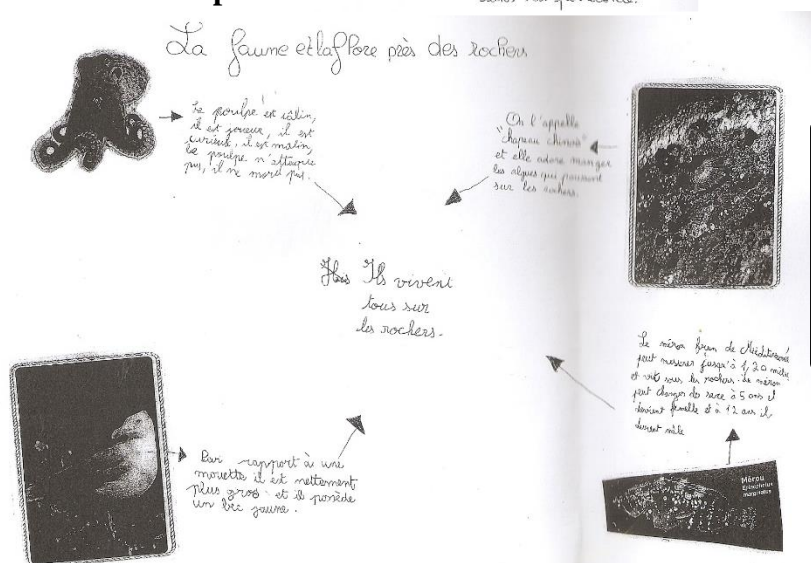 La faune et la flore près des rochers
Le poulpe est câlin,
il est joueur, il est
curieux, il est malin,
le poulpe n'attaque
pas, il ne mord pas.
On l'appelle
"chapeau chinois"
et elle adore manger
les algues qui poussent
sur les rochers.
Ils vivent
tous sur
les rochers.
Le mérou brun de Méditerranée
peut mesurer jusqu'à 1,20 mètre
et vit sous les rochers. Le mérou
peut changer de sexe à 5 ans il
devient femelle et à 12 ans il
devient mâle
Par rapport à une
mouette il est nettement
plus gros et il possède
un bec jaune.
Mérou
Epinephelus
marginatus